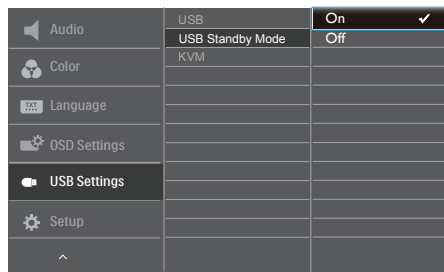 Audio
Color
TXT
Language
OSD Settings
USB Settings
Setup
USB
USB Standby Mode
KVM
On
Off